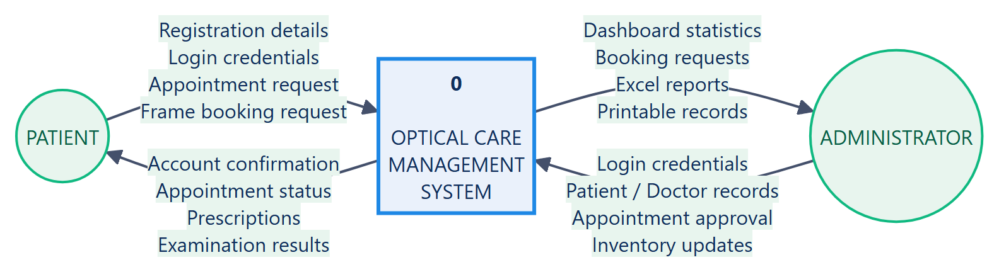 Registration details
Login credentials
Appointment request
Frame booking request
PATIENT
Account confirmation
Appointment status
Prescriptions
Examination results
0
OPTICAL CARE
MANAGEMENT
SYSTEM
Dashboard statistics
Booking requests
Excel reports
Printable records
Login credentials
Patient / Doctor records
Appointment approval
Inventory updates
ADMINISTRATOR